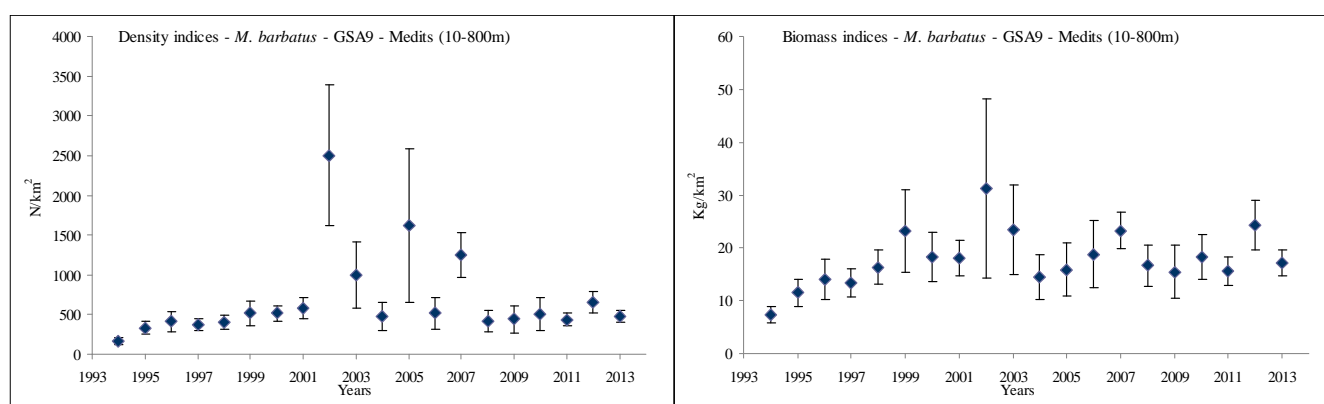 Density indices - M. barbatus - GSA9 - Medits (10-800m)
4000
3500
3000
2500
2000
1500
1000
500
0
N/km²
1993 1995 1997 1999 2001 2003 2005 2007 2009 2011 2013
Years
Biomass indices - M. barbatus - GSA9 - Medits (10-800m)
60
50
40
30
20
10
0
Kg/km²
1993 1995 1997 1999 2001 2003 2005 2007 2009 2011 2013
Years